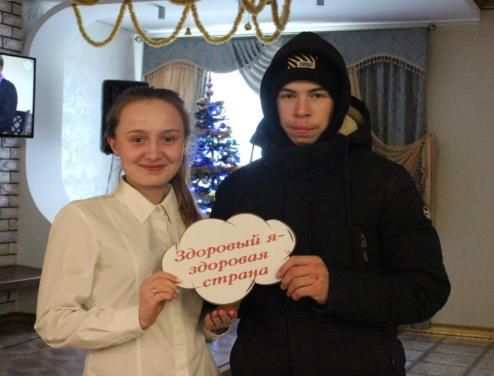 Здоровый я-
здоровая
страна